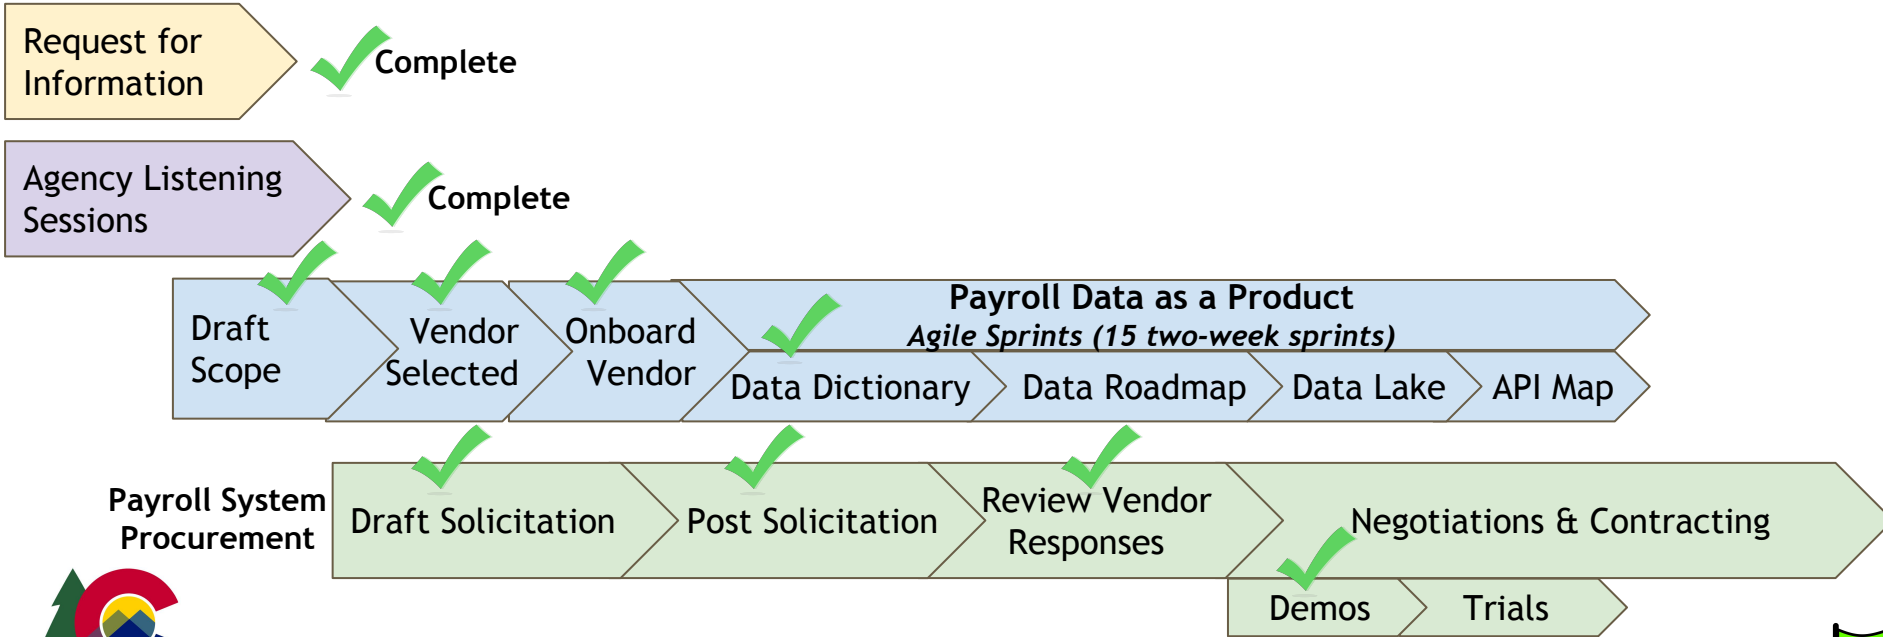 Request for
Information
Complete
Agency Listening
Sessions
Complete
Draft
Scope
Vendor
Selected
Onboard
Vendor
Payroll Data as a Product
Agile Sprints (15 two-week sprints)
Data Dictionary
Data Roadmap
Data Lake
API Map
Payroll System
Procurement
Draft Solicitation
Post Solicitation
Review Vendor
Responses
Negotiations & Contracting
Demos
Trials